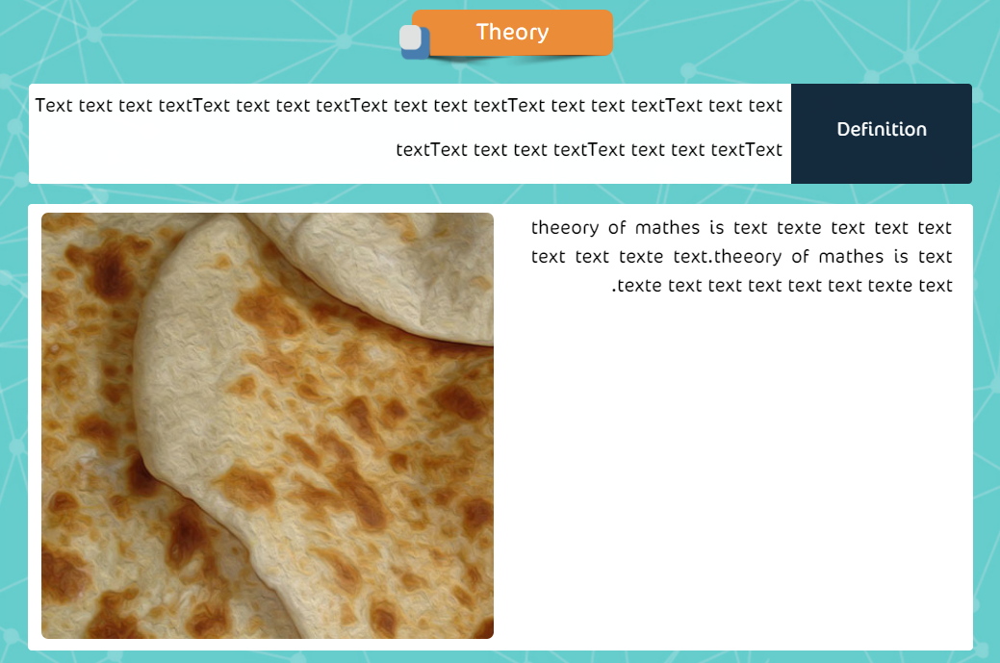 Theory
Definition
Text text text textText text text textText text text textText text text textText text text
textText text text textText text text textText
theeory of mathes is text texte text text text
text text texte text.theeory of mathes is text
.texte text text text text text texte text